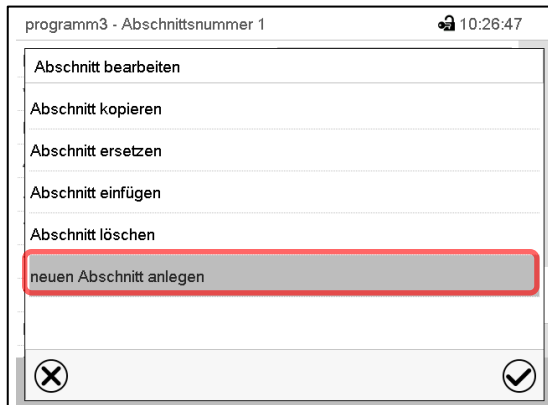 programm3 - Abschnittsnummer 1 10:26:47
Abschnitt bearbeiten
Abschnitt kopieren
Abschnitt ersetzen
Abschnitt einfügen
Abschnitt löschen
neuen Abschnitt anlegen